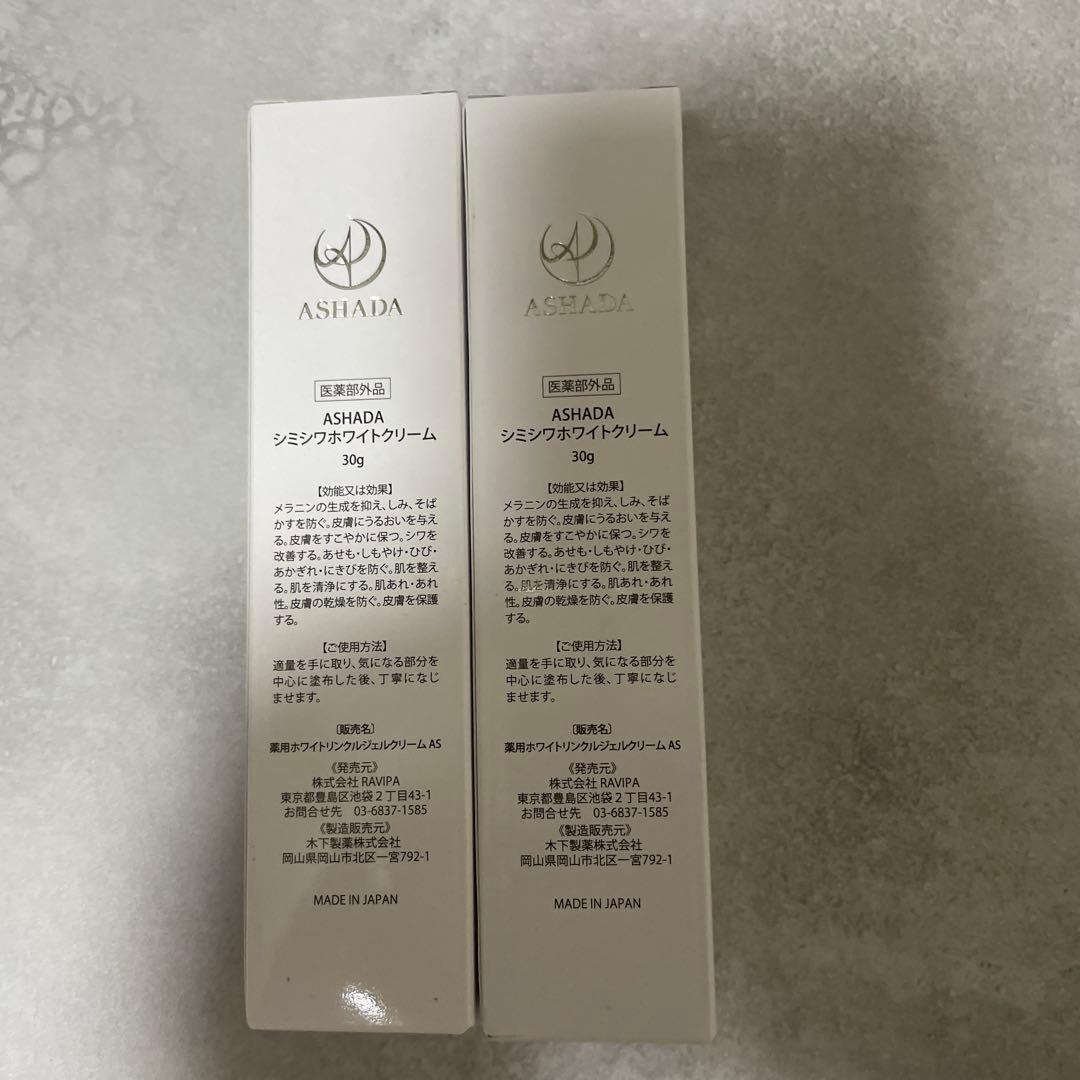 ASHADA
医薬部外品
ASHADA
シミシワホワイトクリーム
30g
【効能又は効果】
メラニンの生成を抑え、しみ、そば
かすを防ぐ。皮膚にうるおいを与え
る。皮膚をすこやかに保つ。シワを
改善する。あせも・しもやけ・ひび・
あかぎれ・にきびを防ぐ。肌を整え
る。肌を清浄にする。肌あれ・あれ
性。皮膚の乾燥を防ぐ。皮膚を保護
する。
【ご使用方法】
適量を手に取り、気になる部分を
中心に塗布した後、丁寧になじ
ませます。
〔販売名〕
薬用ホワイトリンクルジェルクリーム AS
《発売元》
株式会社 RAVIPA
東京都豊島区池袋2丁目43-1
お問合せ先 03-6837-1585
《製造販売元》
木下製薬株式会社
岡山県岡山市北区一宮792-1
MADE IN JAPAN
ASHADA
医薬部外品
ASHADA
シミシワホワイトクリーム
30g
【効能又は効果】
メラニンの生成を抑え、しみ、そば
かすを防ぐ。皮膚にうるおいを与え
る。皮膚をすこやかに保つ。シワを
改善する。あせも・しもやけ・ひび・
あかぎれ・にきびを防ぐ。肌を整え
る。肌を清浄にする。肌あれ・あれ
性。皮膚の乾燥を防ぐ。皮膚を保護
する。
【ご使用方法】
適量を手に取り、気になる部分を
中心に塗布した後、丁寧になじ
ませます。
〔販売名〕
薬用ホワイトリンクルジェルクリーム AS
《発売元》
株式会社 RAVIPA
東京都豊島区池袋2丁目43-1
お問合せ先 03-6837-1585
《製造販売元》
木下製薬株式会社
岡山県岡山市北区一宮792-1
MADE IN JAPAN